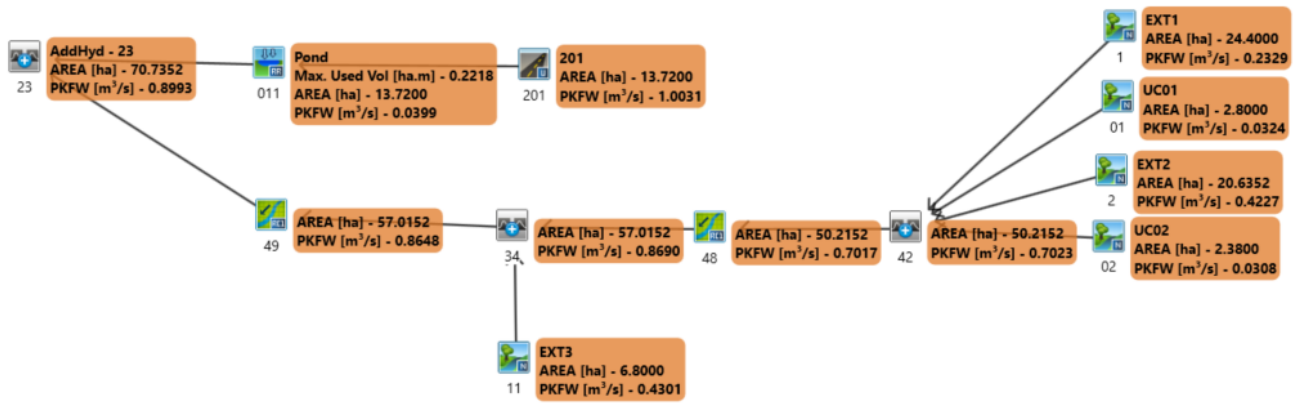 AddHyd - 23
AREA [ha] - 70.7352
PKFW [m³/s] - 0.8993
23
Pond
Max. Used Vol [ha.m] - 0.2218
AREA [ha] - 13.7200
PKFW [m³/s] - 0.0399
RR
011
201
AREA [ha] - 13.7200
PKFW [m³/s] - 1.0031
U
201
EXT1
AREA [ha] - 24.4000
PKFW [m³/s] - 0.2329
N
1
UC01
AREA [ha] - 2.8000
PKFW [m³/s] - 0.0324
N
01
EXT2
AREA [ha] - 20.6352
PKFW [m³/s] - 0.4227
N
2
UC02
AREA [ha] - 2.3800
PKFW [m³/s] - 0.0308
N
02
AREA [ha] - 57.0152
PKFW [m³/s] - 0.8648
49
AREA [ha] - 57.0152
PKFW [m³/s] - 0.8690
34
AREA [ha] - 50.2152
PKFW [m³/s] - 0.7017
48
AREA [ha] - 50.2152
PKFW [m³/s] - 0.7023
42
EXT3
AREA [ha] - 6.8000
PKFW [m³/s] - 0.4301
N
11